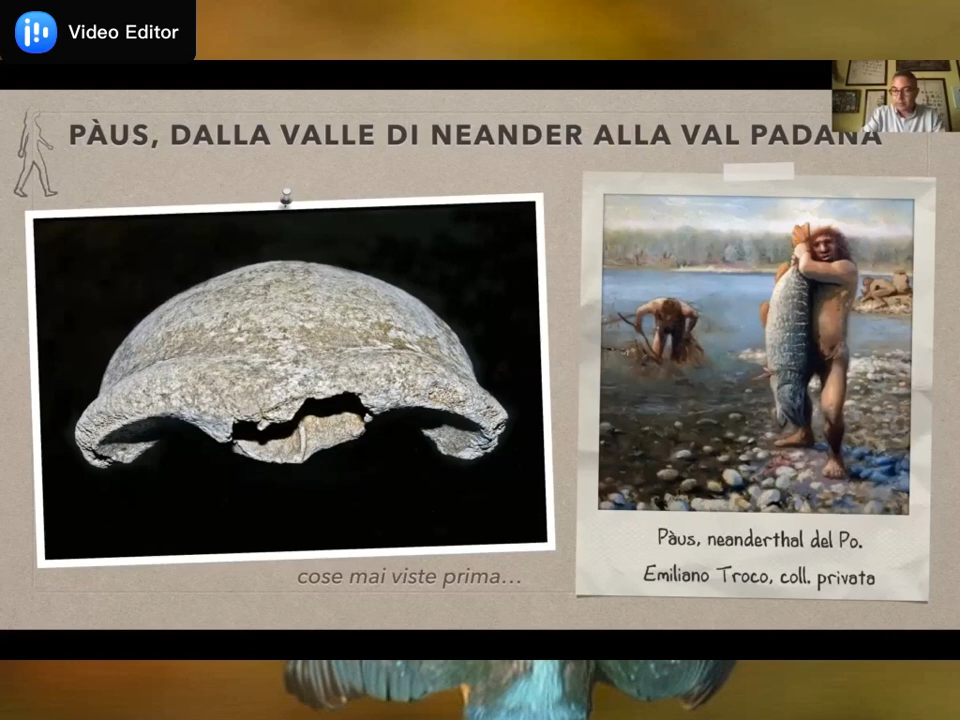 Video Editor
PÀUS, DALLA VALLE DI NEANDER ALLA VAL PADANA
cose mai viste prima...
Pàus, neanderthal del Po.
Emiliano Troco, coll. privata